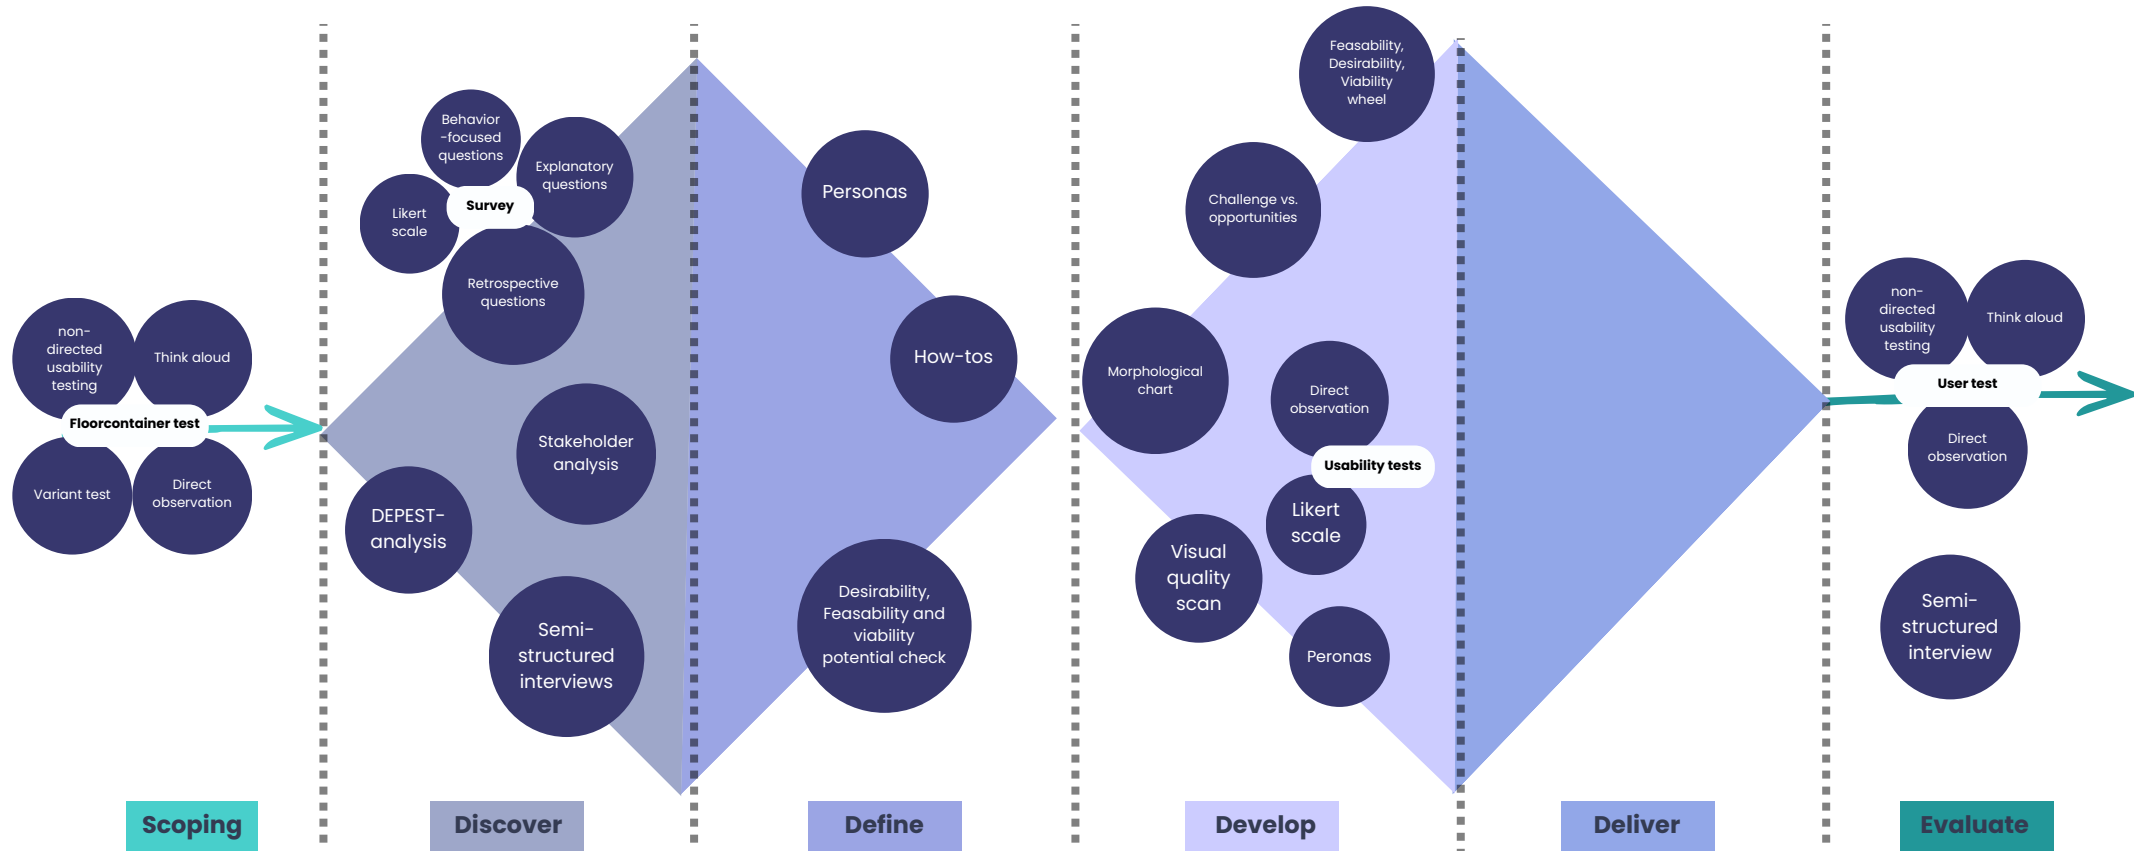 non-
directed
usability
testing
Think aloud
Floorcontainer test
Variant test
Direct
observation
Behavior
-focused
questions
Explanatory
questions
Likert
scale
Survey
Retrospective
questions
Stakeholder
analysis
DEPEST-
analysis
Semi-
structured
interviews
Personas
How-tos
Desirability,
Feasability and
viability
potential check
Feasability,
Desirability,
Viability
wheel
Challenge vs.
opportunities
Morphological
chart
Direct
observation
Usability tests
Likert
scale
Visual
quality
scan
Peronas
non-
directed
usability
testing
Think aloud
User test
Direct
observation
Semi-
structured
interview
Scoping
Discover
Define
Develop
Deliver
Evaluate